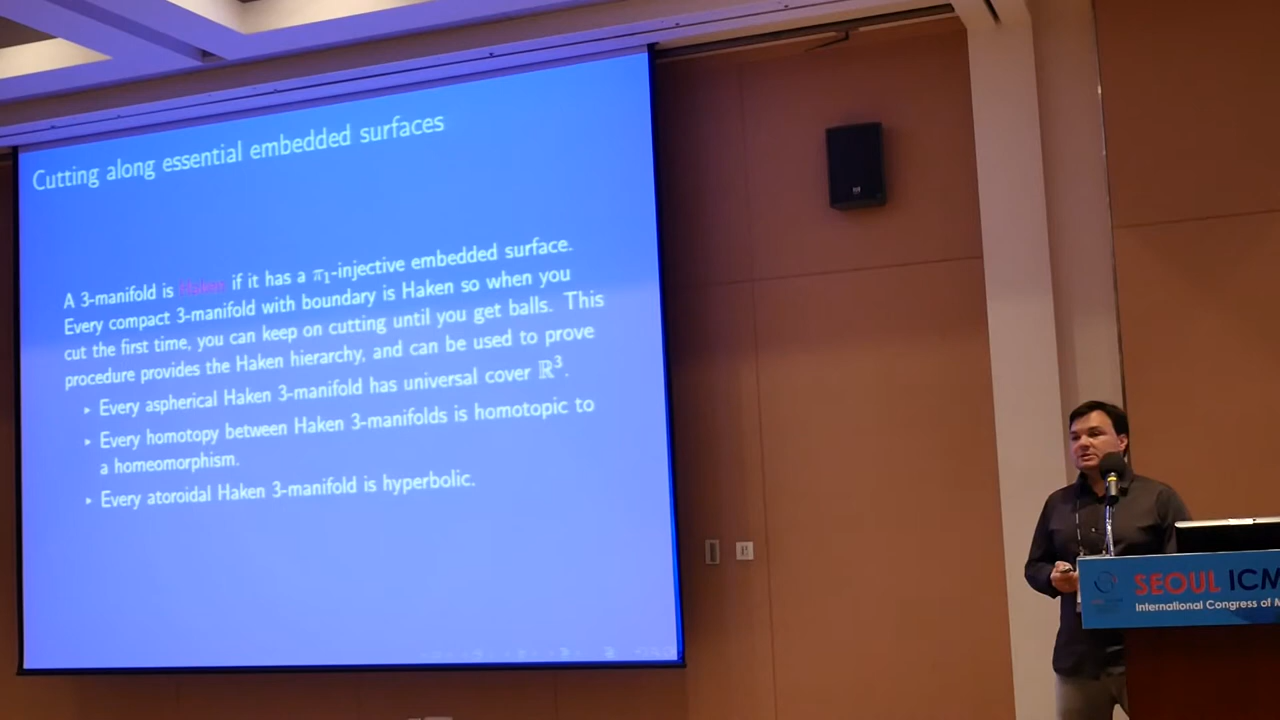 Cutting along essential embedded surfaces
A 3-manifold is Haken if it has a π₁-injective embedded surface.
Every compact 3-manifold with boundary is Haken so when you
cut the first time, you can keep on cutting until you get balls. This
procedure provides the Haken hierarchy, and can be used to prove
▸ Every aspherical Haken 3-manifold has universal cover ℝ³.
▸ Every homotopy between Haken 3-manifolds is homotopic to
a homeomorphism.
▸ Every atoroidal Haken 3-manifold is hyperbolic.
SEOUL ICM
International Congress of M